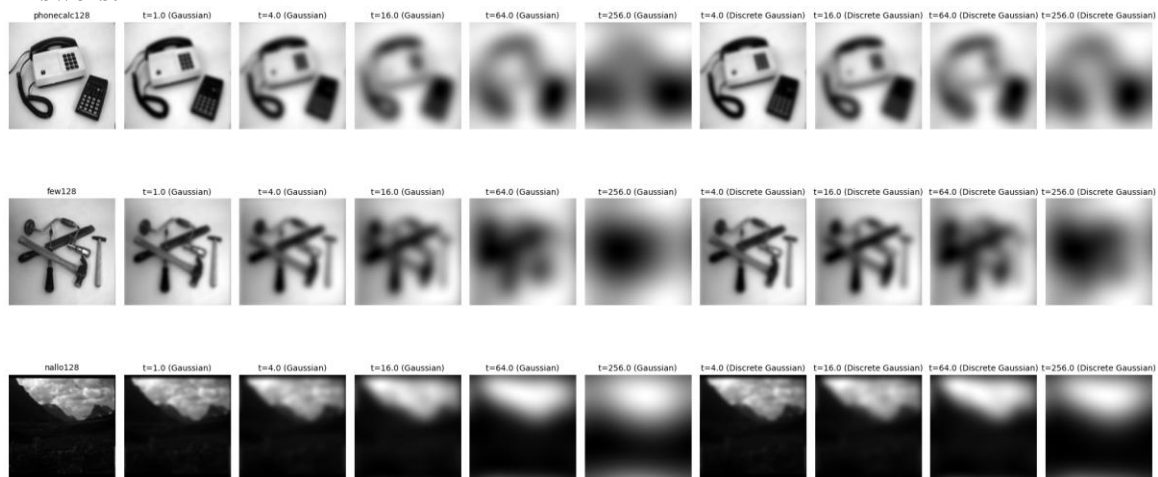 phonecalc128 t=1.0 (Gaussian) t=4.0 (Gaussian) t=16.0 (Gaussian) t=64.0 (Gaussian) t=256.0 (Gaussian) t=4.0 (Discrete Gaussian) t=16.0 (Discrete Gaussian) t=64.0 (Discrete Gaussian) t=256.0 (Discrete Gaussian)
few128 t=1.0 (Gaussian) t=4.0 (Gaussian) t=16.0 (Gaussian) t=64.0 (Gaussian) t=256.0 (Gaussian) t=4.0 (Discrete Gaussian) t=16.0 (Discrete Gaussian) t=64.0 (Discrete Gaussian) t=256.0 (Discrete Gaussian)
nallo128 t=1.0 (Gaussian) t=4.0 (Gaussian) t=16.0 (Gaussian) t=64.0 (Gaussian) t=256.0 (Gaussian) t=4.0 (Discrete Gaussian) t=16.0 (Discrete Gaussian) t=64.0 (Discrete Gaussian) t=256.0 (Discrete Gaussian)